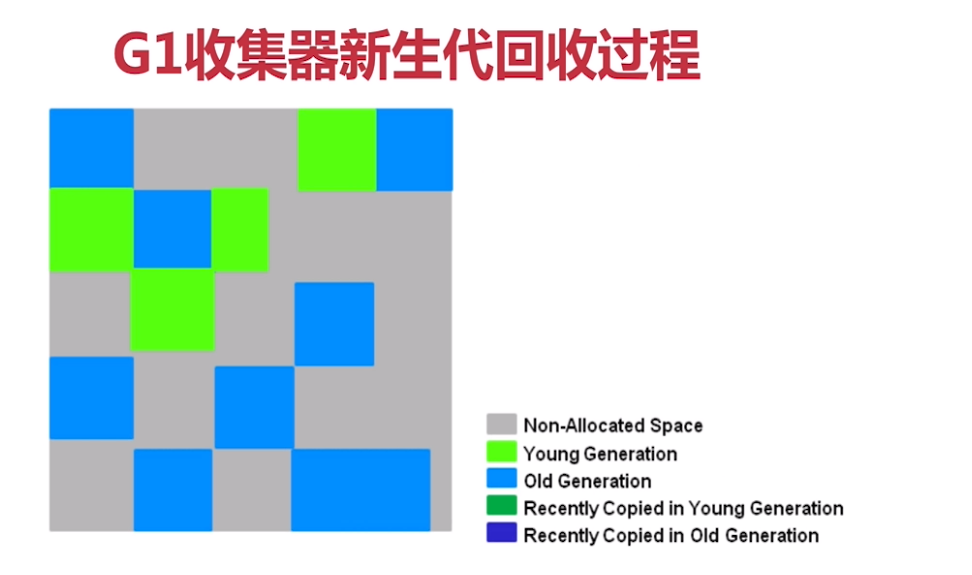 G1收集器新生代回收过程
Non-Allocated Space
Young Generation
Old Generation
Recently Copied in Young Generation
Recently Copied in Old Generation